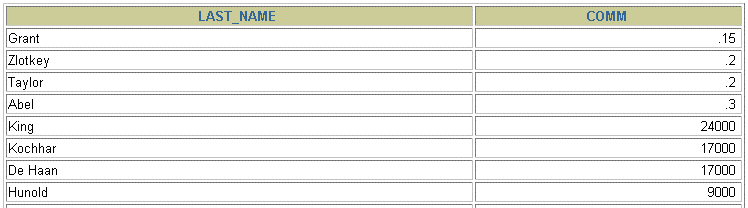 LAST_NAME COMM
Grant .15
Zlotkey .2
Taylor .2
Abel .3
King 24000
Kochhar 17000
De Haan 17000
Hunold 9000